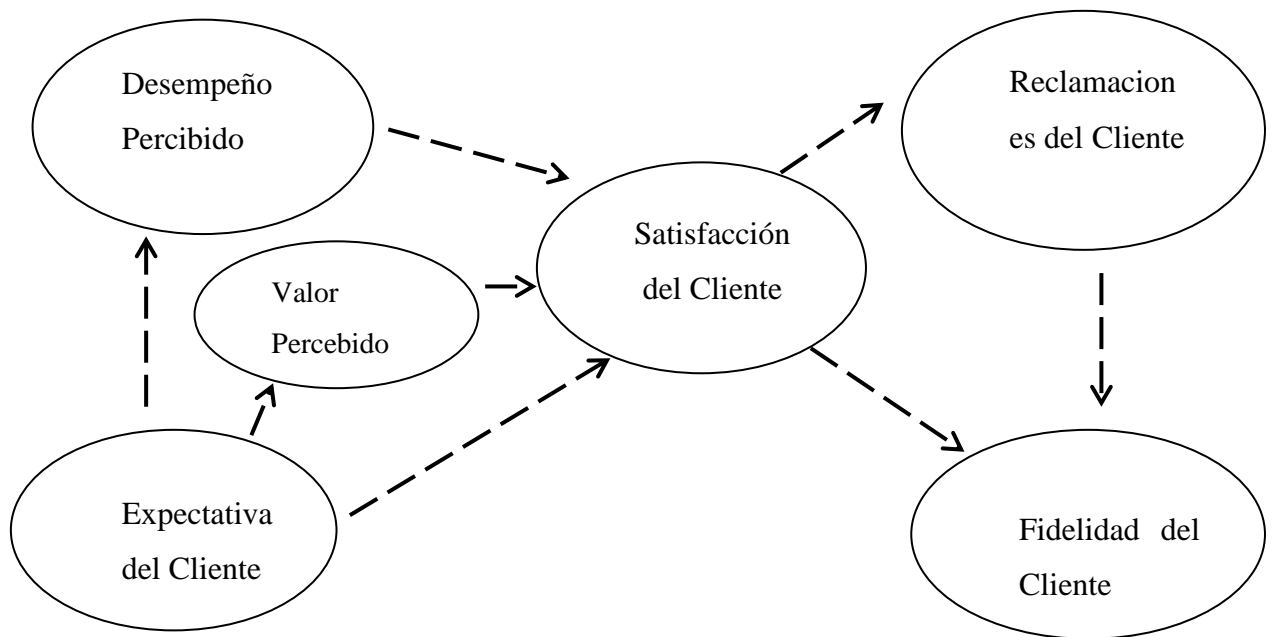 Desempeño
Percibido
Reclamacion
es del Cliente
Satisfacción
del Cliente
Valor
Percebido
Expectativa
del Cliente
Fidelidad del
Cliente